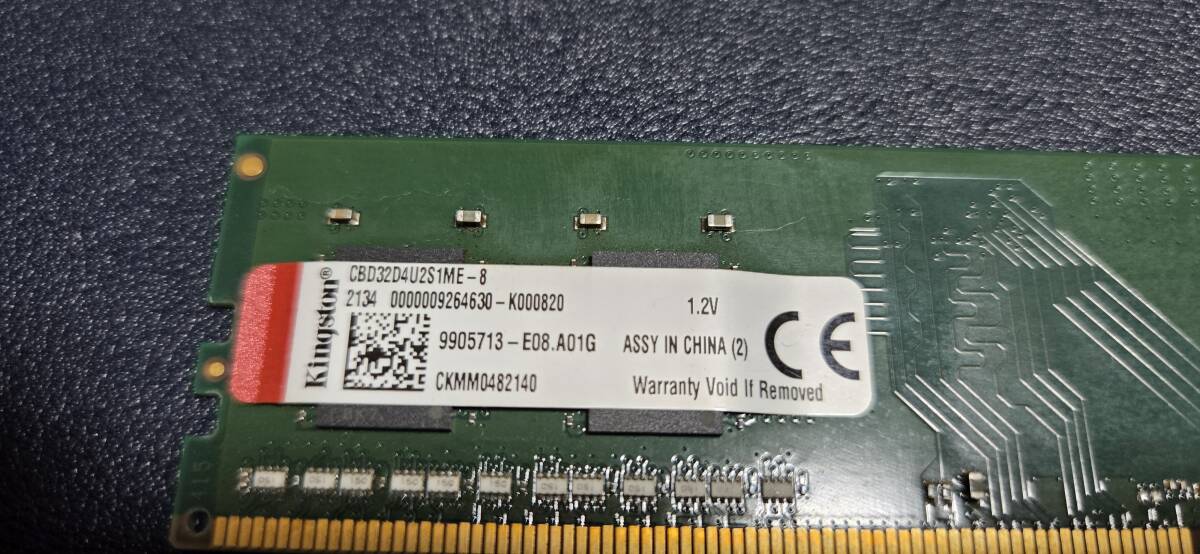 Kingston®
CBD32D4U2S1ME-8
2134 0000009264630-K000820
1.2V
9905713-E08.A01G
ASSY IN CHINA (2)
CE
CKMM0482140
Warranty Void If Removed